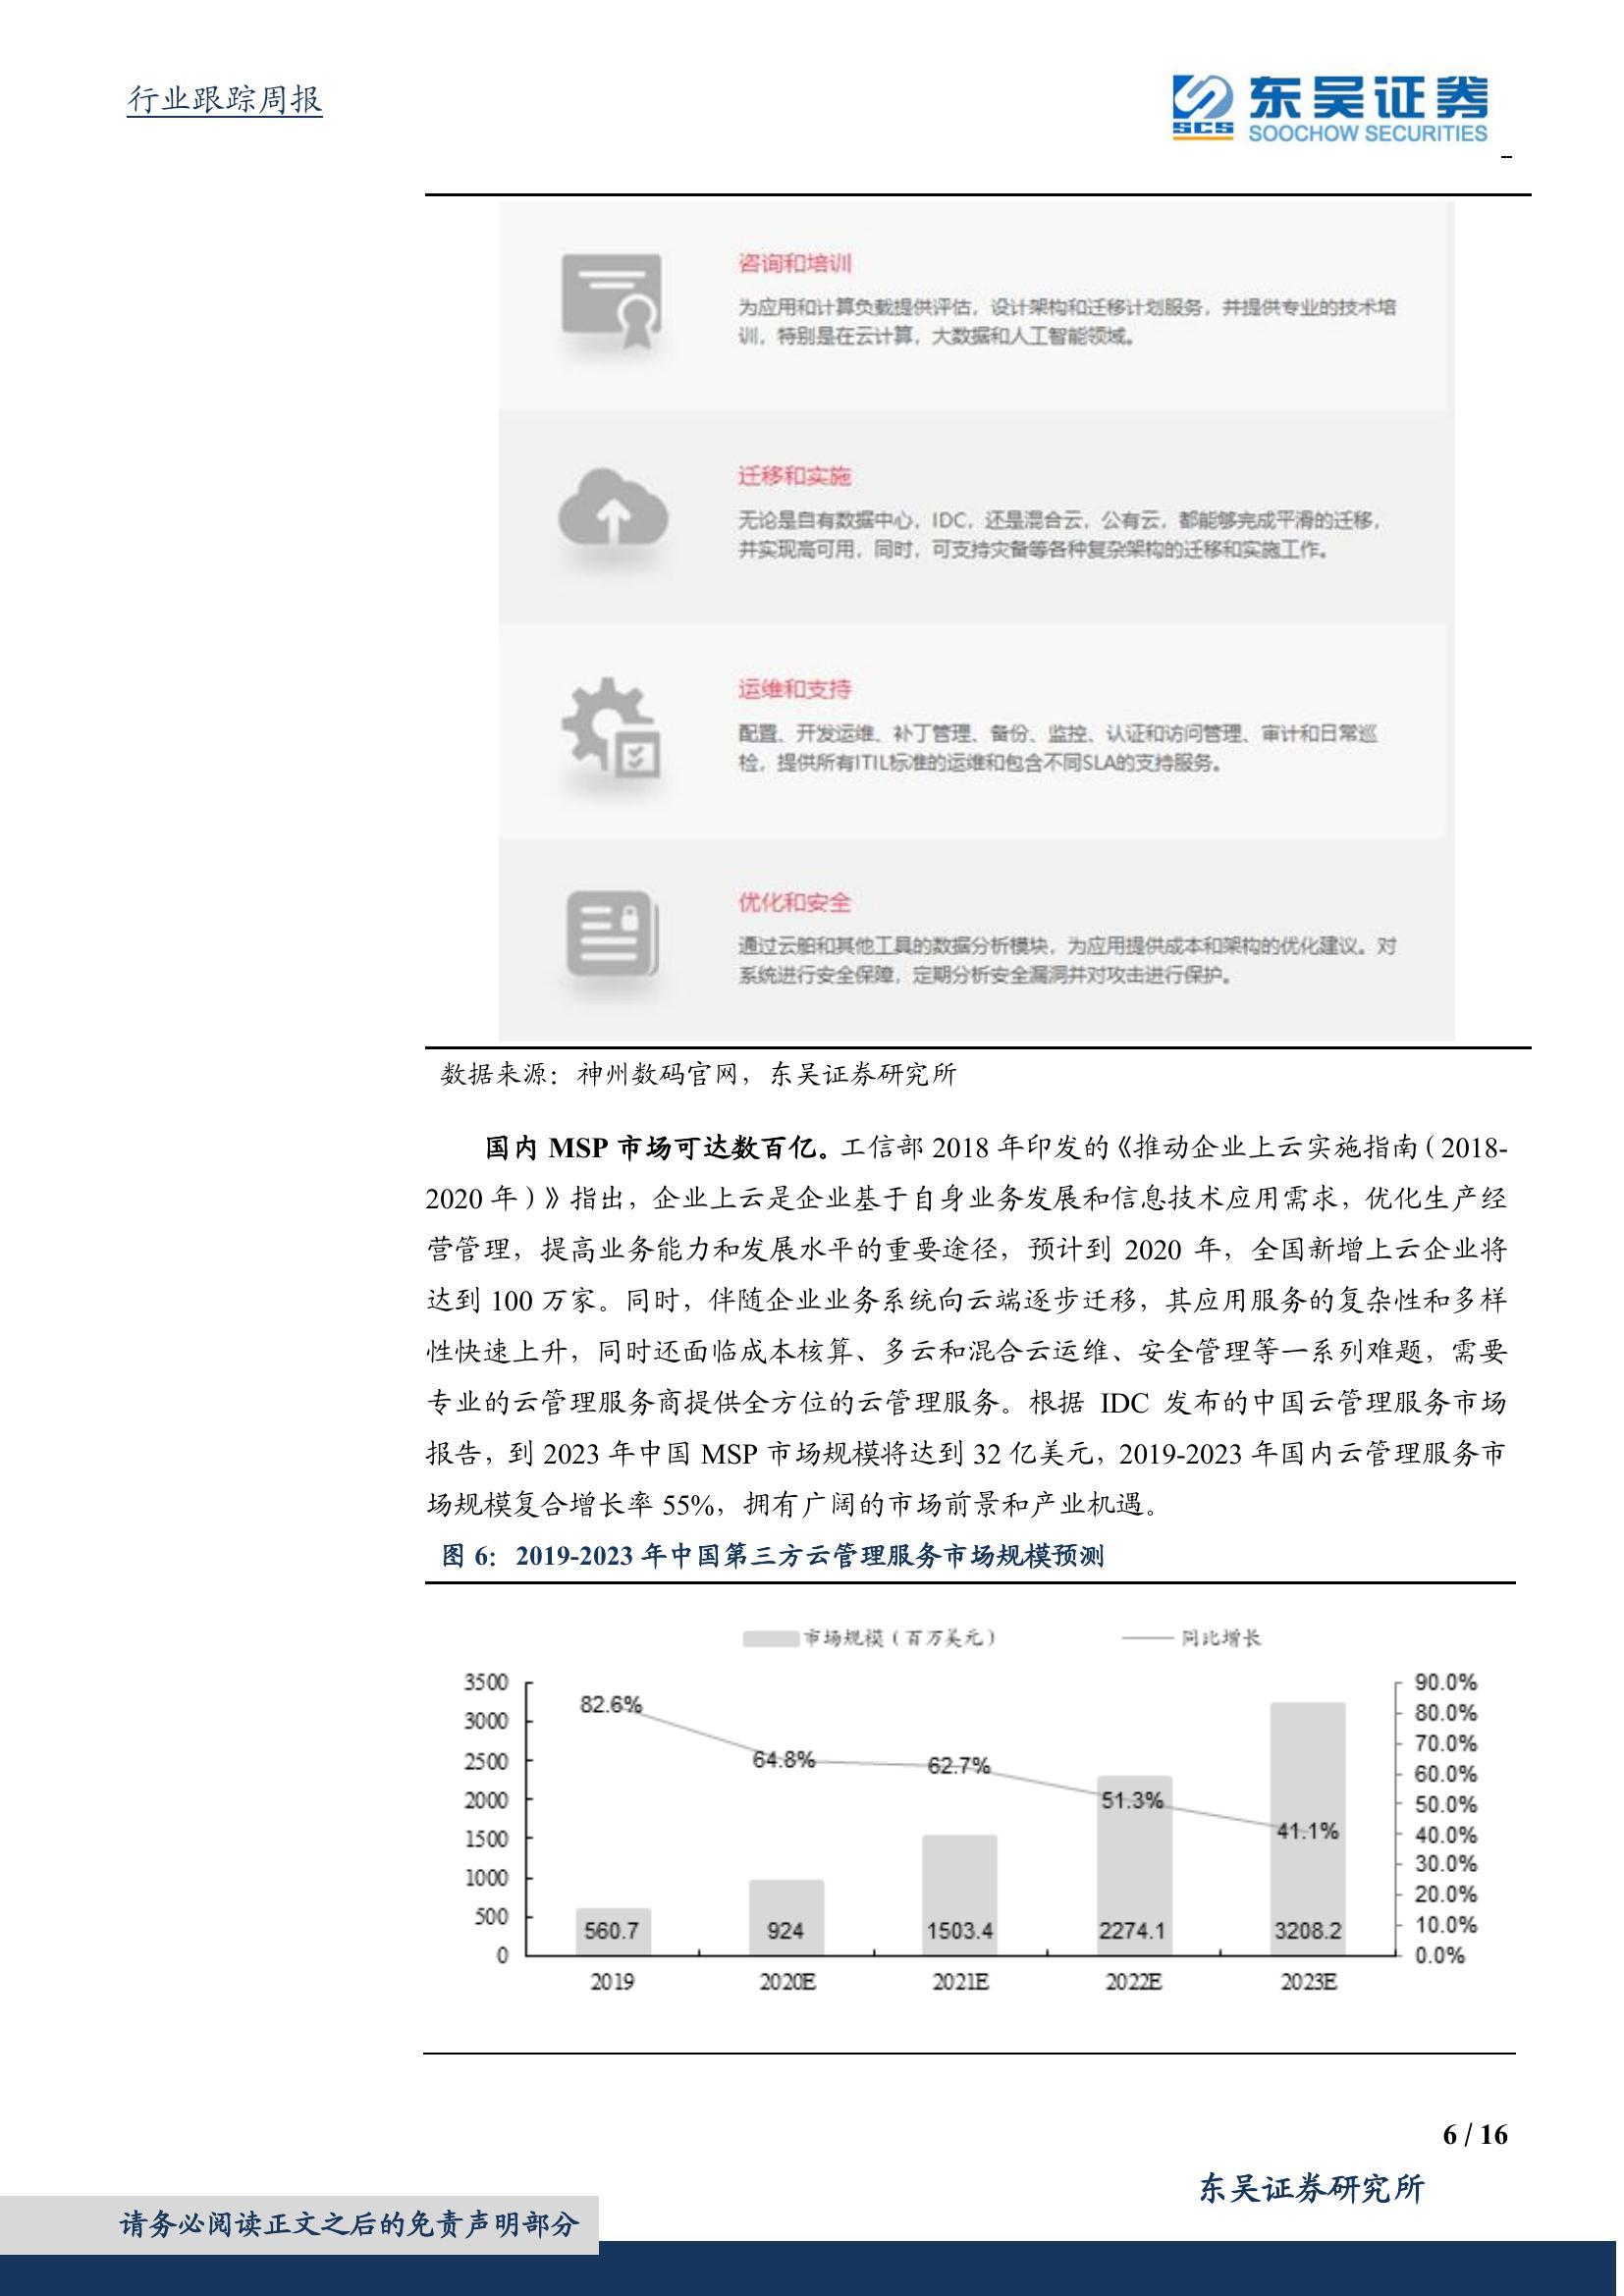 行业跟踪周报
东吴证券
SCS SOOCHOW SECURITIES
咨询和培训
为应用和计算负载提供评估，设计架构和迁移计划服务，并提供专业的技术培
训，特别是在云计算，大数据和人工智能领域。
迁移和实施
无论是自有数据中心，IDC，还是混合云，公有云，都能够完成平滑的迁移，
并实现高可用，同时，可支持灾备等各种复杂架构的迁移和实施工作。
运维和支持
配置、开发运维、补丁管理、备份、监控、认证和访问管理、审计和日常巡
检，提供所有ITIL标准的运维和包含不同SLA的支持服务。
优化和安全
通过云舶和其他工具的数据分析模块，为应用提供成本和架构的优化建议。对
系统进行安全保障，定期分析安全漏洞并对攻击进行保护。
数据来源：神州数码官网，东吴证券研究所
国内 MSP 市场可达数百亿。工信部 2018 年印发的《推动企业上云实施指南（2018-
2020 年）》指出，企业上云是企业基于自身业务发展和信息技术应用需求，优化生产经
营管理，提高业务能力和发展水平的重要途径，预计到 2020 年，全国新增上云企业将
达到 100 万家。同时，伴随企业业务系统向云端逐步迁移，其应用服务的复杂性和多样
性快速上升，同时还面临成本核算、多云和混合云运维、安全管理等一系列难题，需要
专业的云管理服务商提供全方位的云管理服务。根据 IDC 发布的中国云管理服务市场
报告，到 2023 年中国 MSP 市场规模将达到 32 亿美元，2019-2023 年国内云管理服务市
场规模复合增长率 55%，拥有广阔的市场前景和产业机遇。
图 6：2019-2023 年中国第三方云管理服务市场规模预测
市场规模（百万美元） 同比增长
3500 90.0%
3000 80.0%
2500 70.0%
2000 60.0%
1500 50.0%
1000 40.0%
500 30.0%
0 20.0%
10.0%
0.0%
82.6% 64.8% 62.7% 51.3% 41.1%
560.7 924 1503.4 2274.1 3208.2
2019 2020E 2021E 2022E 2023E
6 / 16
东吴证券研究所
请务必阅读正文之后的免责声明部分